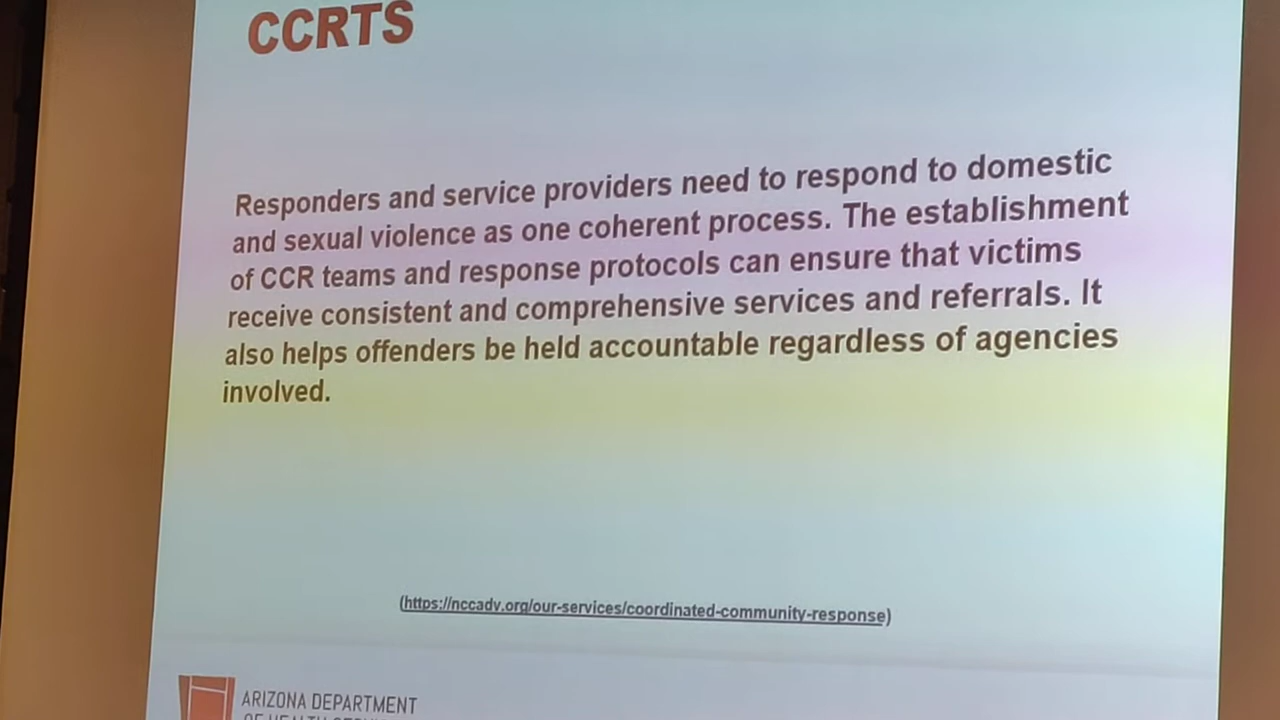 CCRTS
Responders and service providers need to respond to domestic
and sexual violence as one coherent process. The establishment
of CCR teams and response protocols can ensure that victims
receive consistent and comprehensive services and referrals. It
also helps offenders be held accountable regardless of agencies
involved.
(https://nccadv.org/our-services/coordinated-community-response)
ARIZONA DEPARTMENT
OF HEALTH